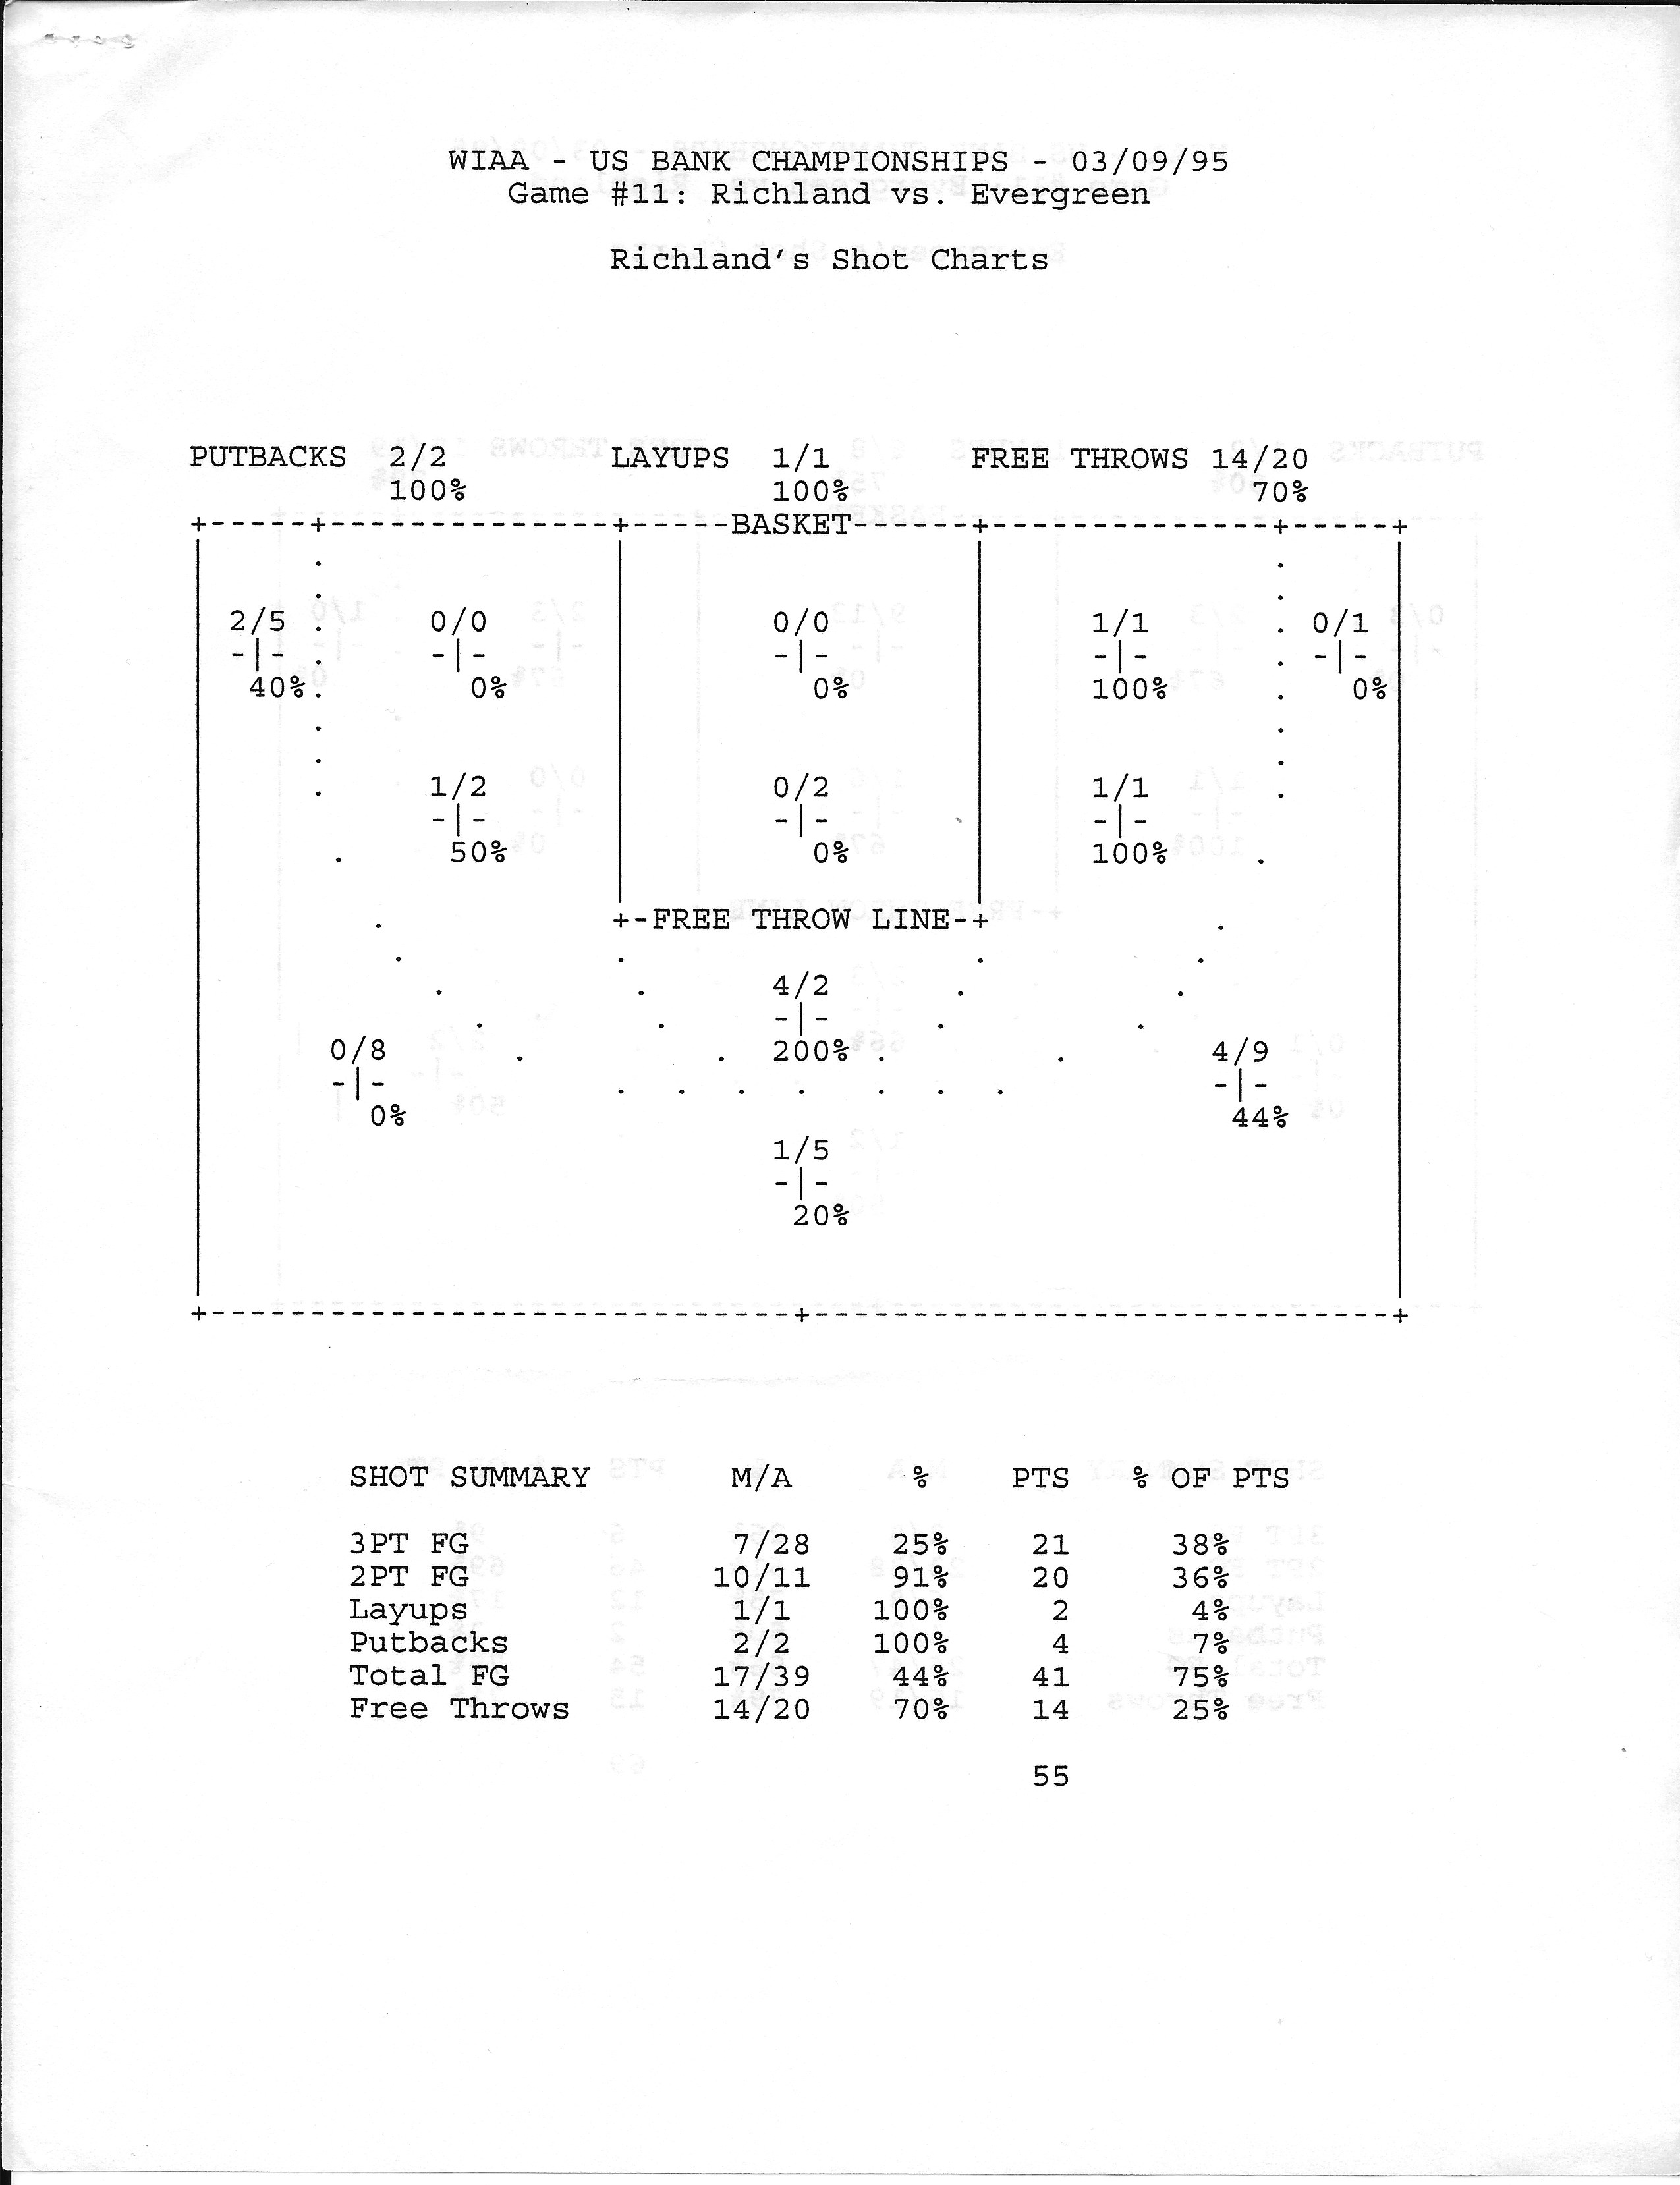 WIAA - US BANK CHAMPIONSHIPS - 03/09/95
Game #11: Richland vs. Evergreen
Richland's Shot Charts
PUTBACKS 2/2 LAYUPS 1/1 FREE THROWS 14/20
100% 100% 70%
+-----+--------------+-----BASKET------+--------------+-----+
2/5 0/0 0/0 1/1 0/1
-|- -|- -|- -|- -|-
40% 0% 0% 100% 0%
1/2 0/2 1/1
-|- -|- -|-
50% 0% 100%
+-FREE THROW LINE-+
4/2
-|-
0/8 200% 4/9
-|- -|-
0% 44%
1/5
-|-
20%
SHOT SUMMARY M/A % PTS % OF PTS
3PT FG 7/28 25% 21 38%
2PT FG 10/11 91% 20 36%
Layups 1/1 100% 2 4%
Putbacks 2/2 100% 4 7%
Total FG 17/39 44% 41 75%
Free Throws 14/20 70% 14 25%
55